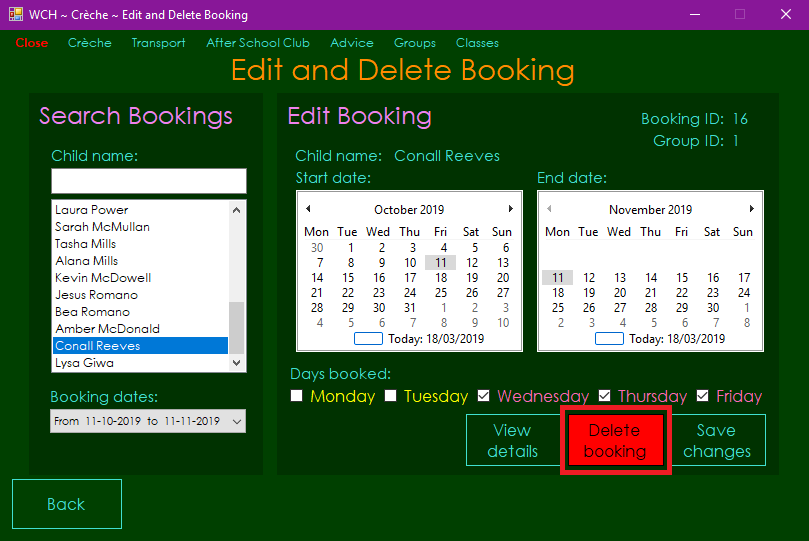 WCH ~ Crèche ~ Edit and Delete Booking
Close Crèche Transport After School Club Advice Groups Classes
Edit and Delete Booking
Search Bookings
Child name:
Laura Power
Sarah McMullan
Tasha Mills
Alana Mills
Kevin McDowell
Jesus Romano
Bea Romano
Amber McDonald
Conall Reeves
Lysa Giwa
Booking dates:
From 11-10-2019 to 11-11-2019
Edit Booking
Booking ID: 16
Group ID: 1
Child name: Conall Reeves
Start date:
October 2019
Mon Tue Wed Thu Fri Sat Sun
30 1 2 3 4 5 6
7 8 9 10 11 12 13
14 15 16 17 18 19 20
21 22 23 24 25 26 27
28 29 30 31 1 2 3
4 5 6 7 8 9 10
Today: 18/03/2019
End date:
November 2019
Mon Tue Wed Thu Fri Sat Sun
11 12 13 14 15 16 17
18 19 20 21 22 23 24
25 26 27 28 29 30 1
2 3 4 5 6 7 8
Today: 18/03/2019
Days booked:
Monday Tuesday Wednesday Thursday Friday
View
details
Delete
booking
Save
changes
Back